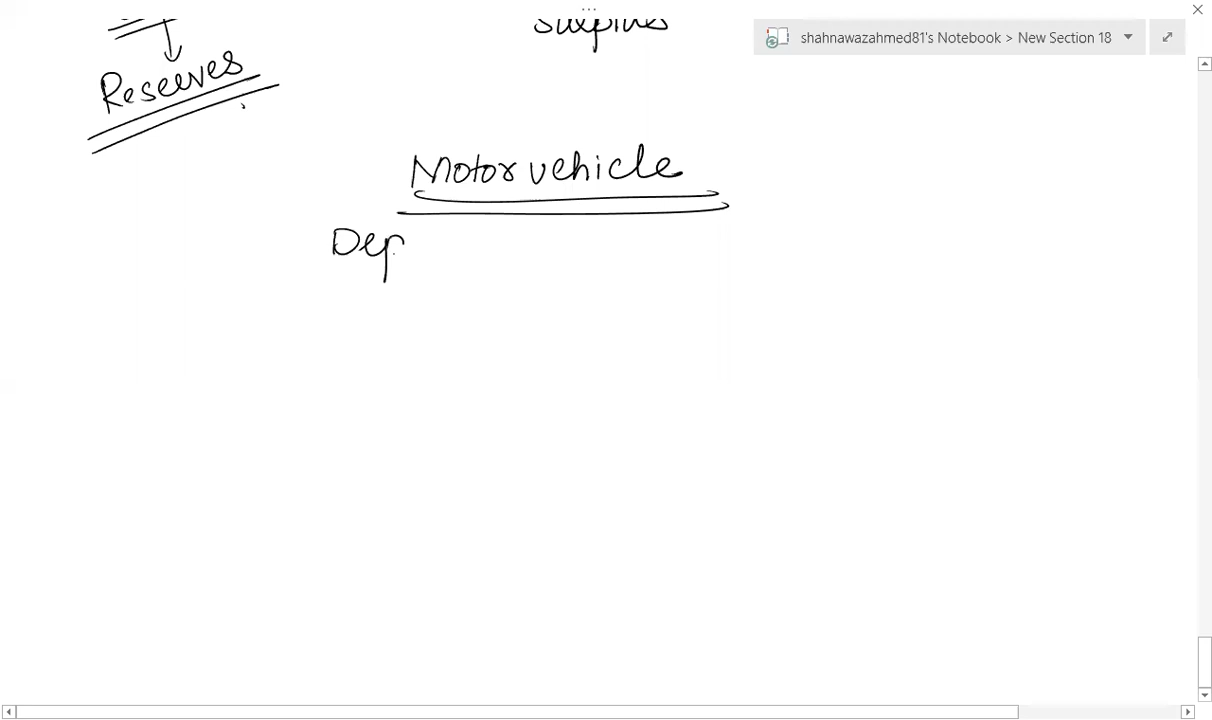 shahnawazahmed81's Notebook > New Section 18
Reserves
Motor vehicle
Dep